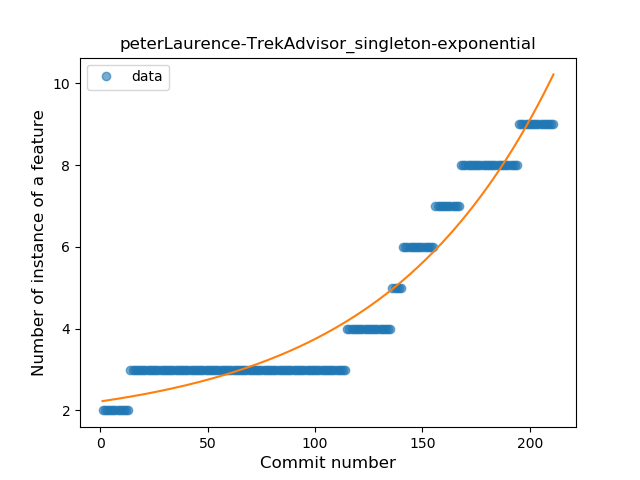 peterLaurence-TrekAdvisor_singleton-exponential
data
Number of instance of a feature
10
8
6
4
2
0 50 100 150 200
Commit number